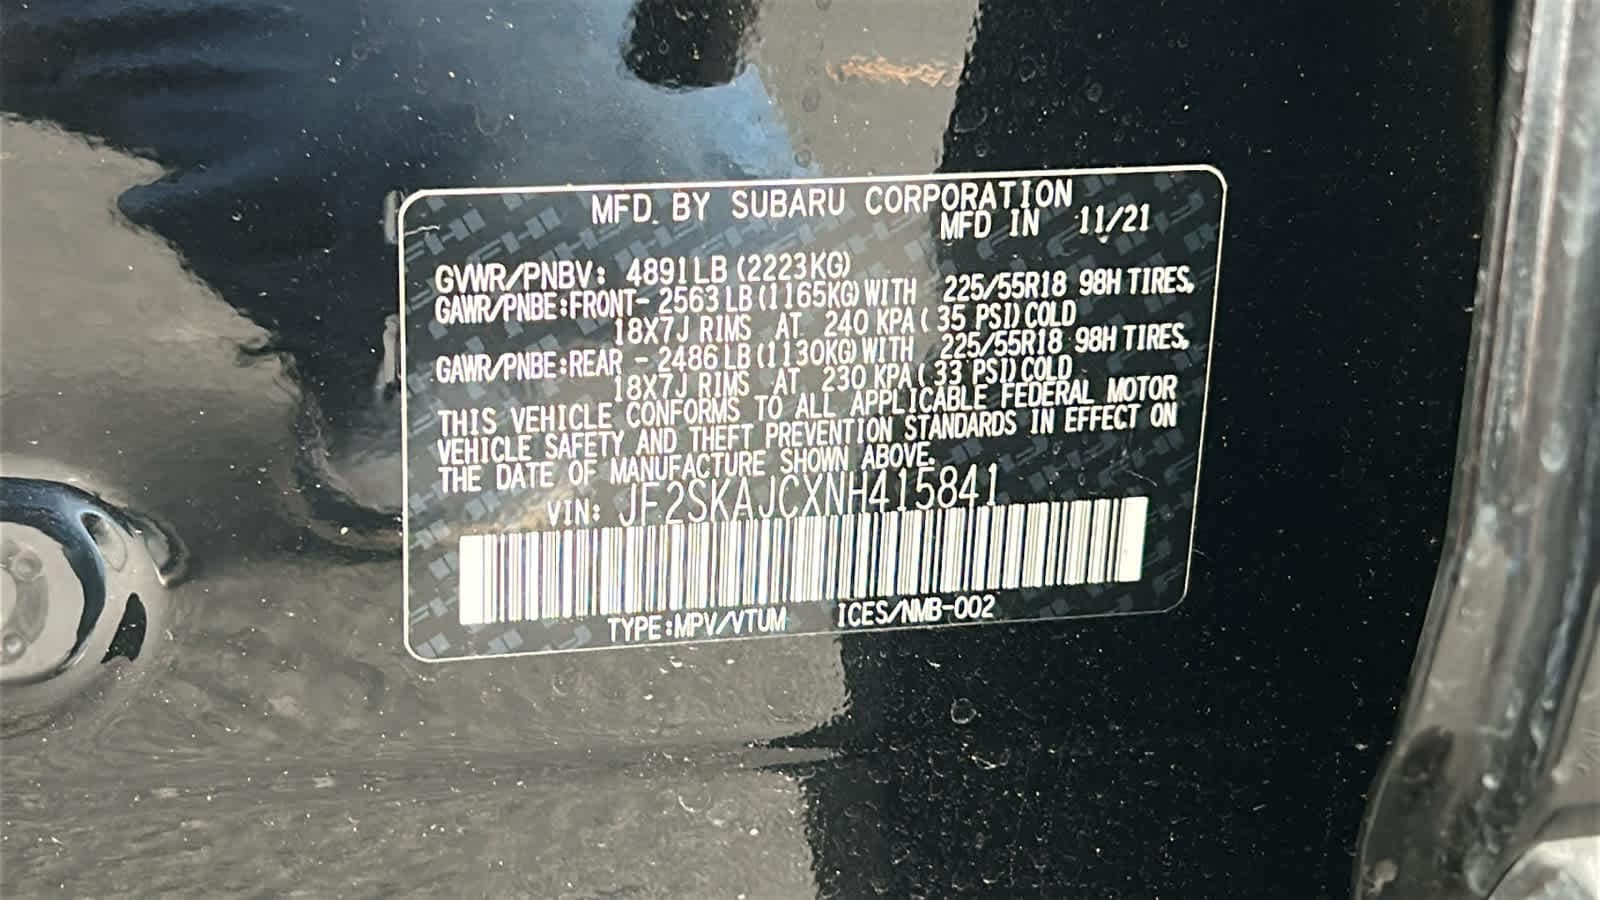 MFD. BY SUBARU CORPORATION
MFD IN 11/21
GVWR/PNBV: 4891LB (2223KG)
GAWR/PNBE:FRONT- 2563 LB (1165KG) WITH 225/55R18 98H TIRES,
18X7J RIMS AT 240 KPA ( 35 PSI) COLD
GAWR/PNBE:REAR - 2486 LB (1130KG) WITH 225/55R18 98H TIRES,
18X7J RIMS AT 230 KPA ( 33 PSI) COLD
THIS VEHICLE CONFORMS TO ALL APPLICABLE FEDERAL MOTOR
VEHICLE SAFETY AND THEFT PREVENTION STANDARDS IN EFFECT ON
THE DATE OF MANUFACTURE SHOWN ABOVE.
VIN: JF2SKAJCXNH415841
TYPE:MPV/VTUM ICES/NMB-002